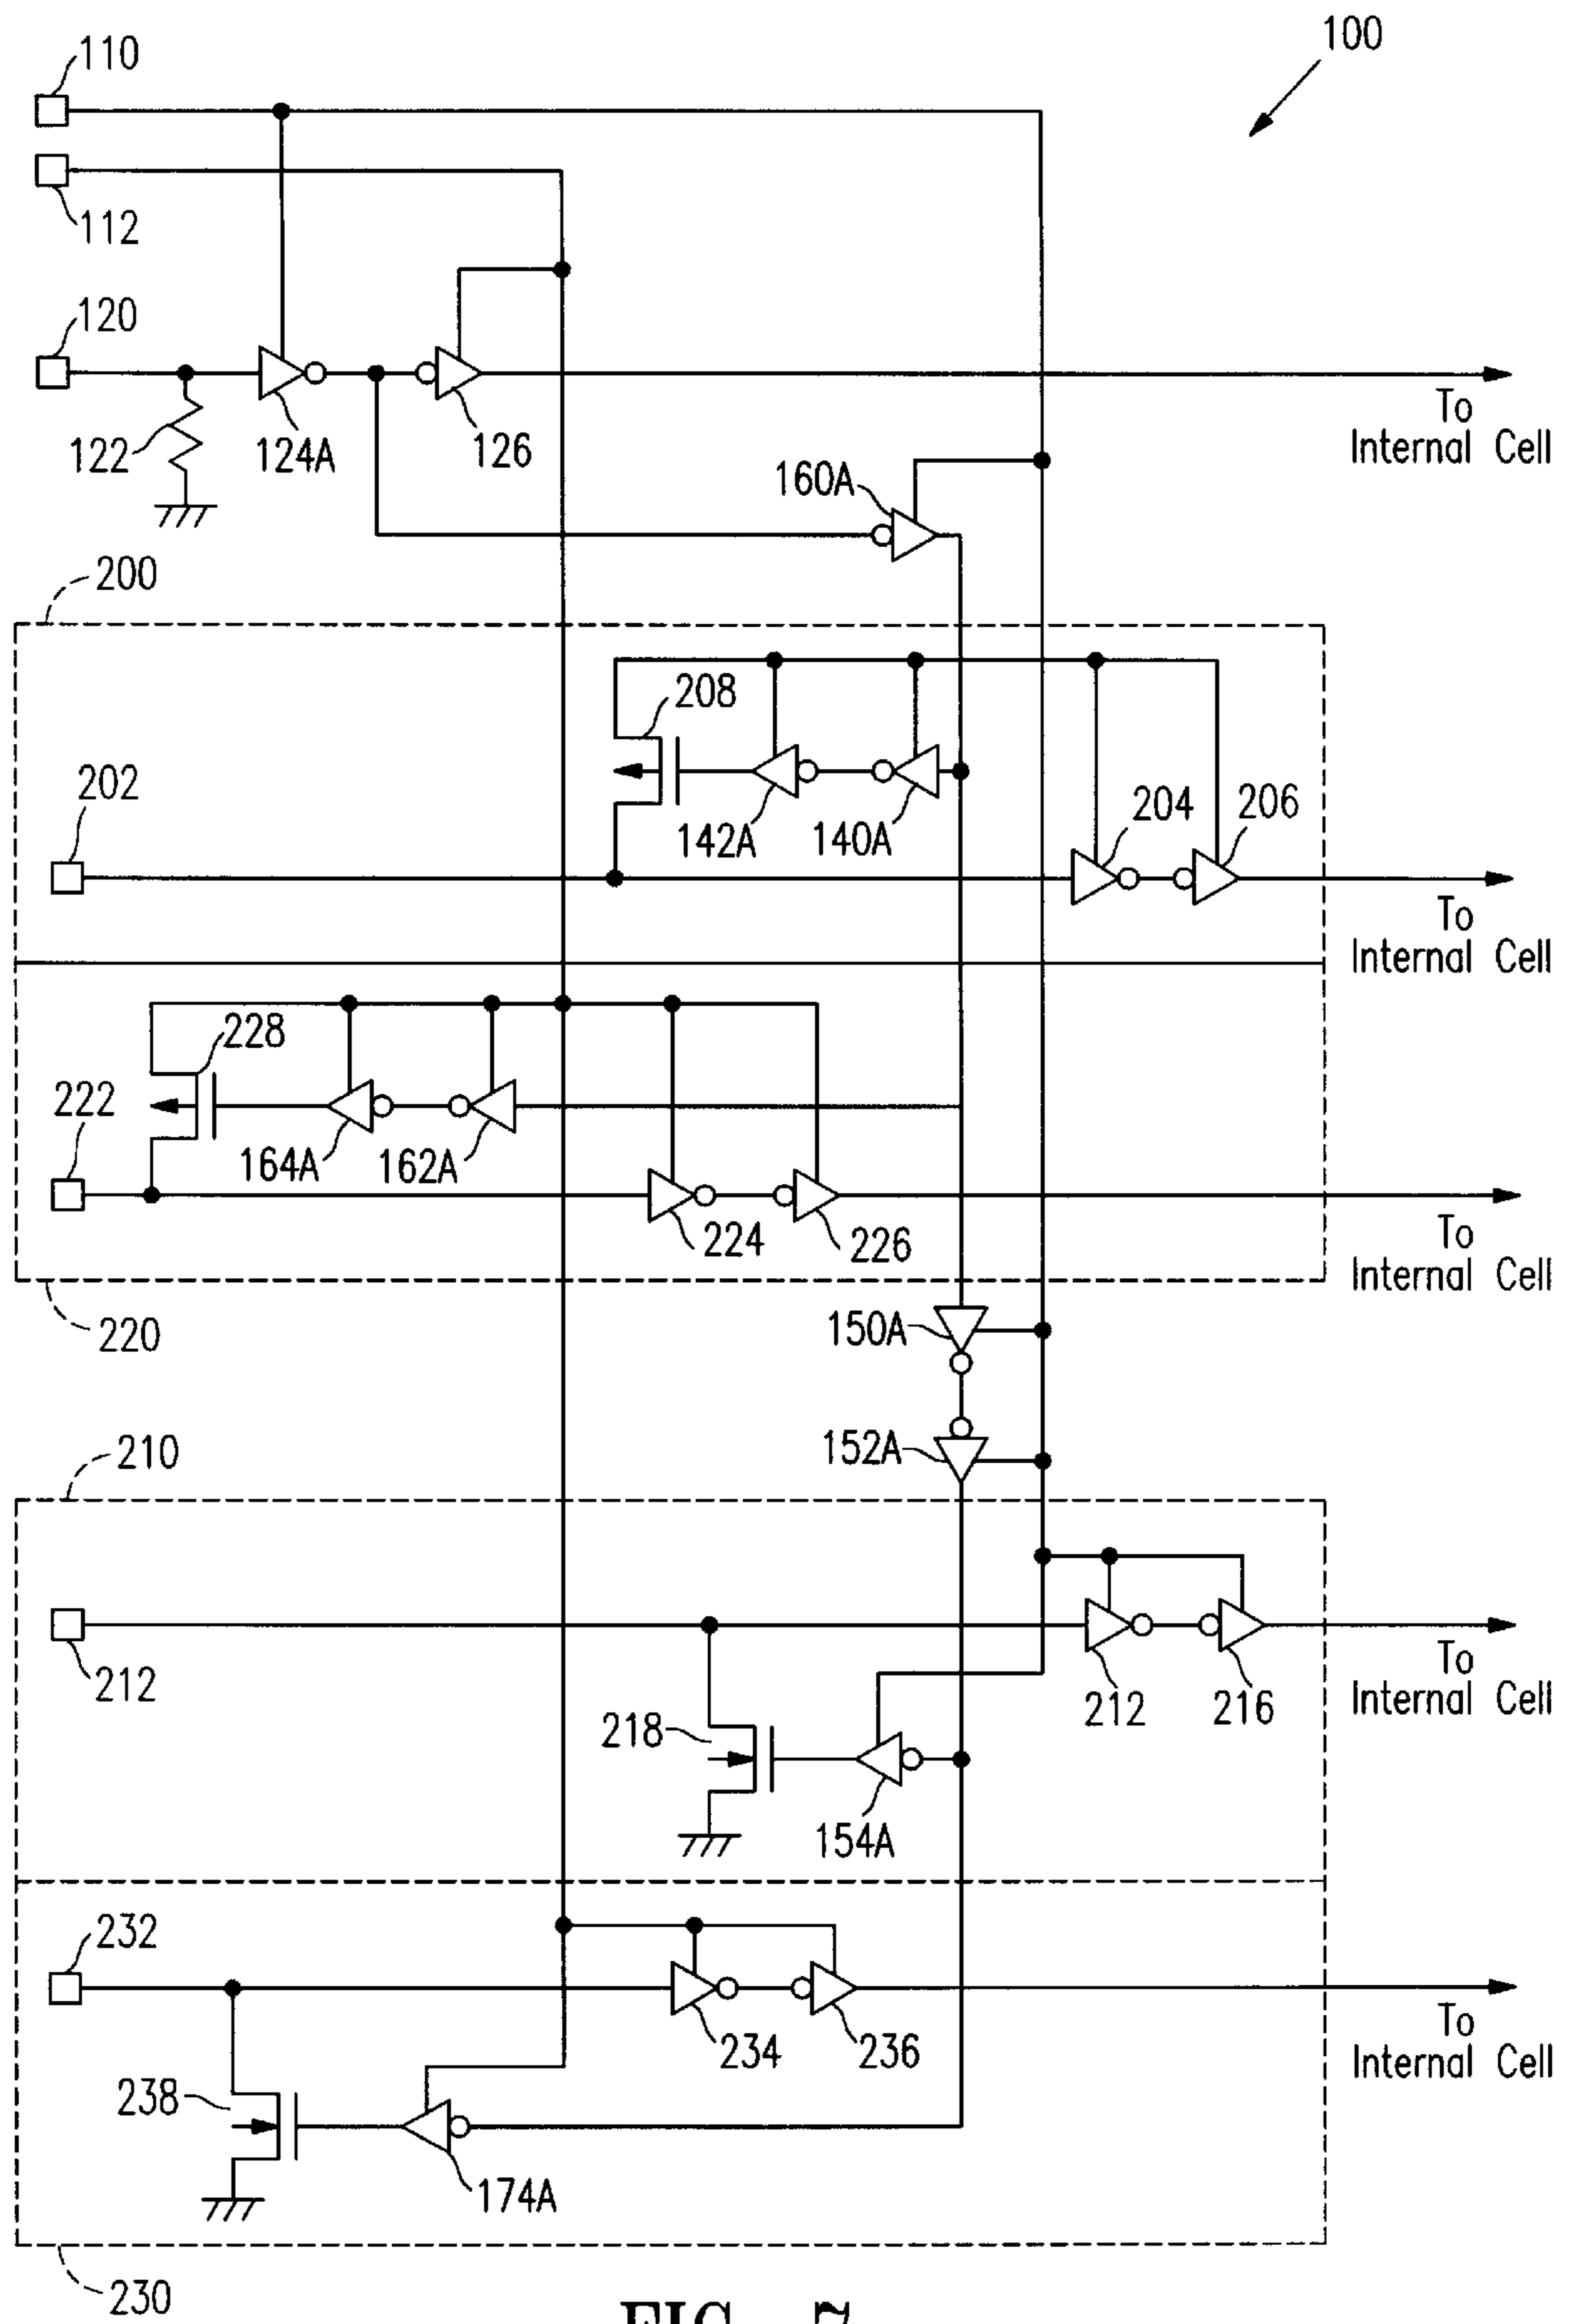 100
110
112
120
122
124A
126
To
Internal Cell
160A
200
208
202
142A
140A
204
206
To
Internal Cell
228
222
164A
162A
224
226
To
Internal Cell
220
150A
152A
210
212
212
216
To
Internal Cell
218
154A
232
234
236
To
Internal Cell
238
174A
230
FIG. 7